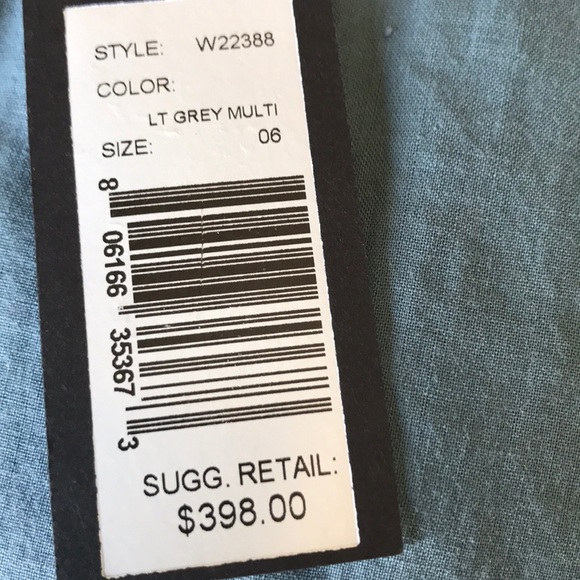 STYLE: W22388
COLOR:
LT GREY MULTI
SIZE: 06
8 06166 35367 3
SUGG. RETAIL:
$398.00